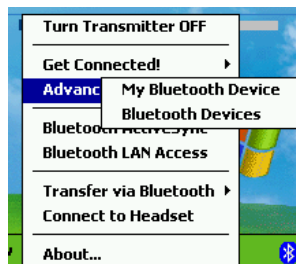 Turn Transmitter OFF
Get Connected!
Advanc
My Bluetooth Device
Bluetooth Devices
Bluetooth ActiveSync
Bluetooth LAN Access
Transfer via Bluetooth
Connect to Headset
About...